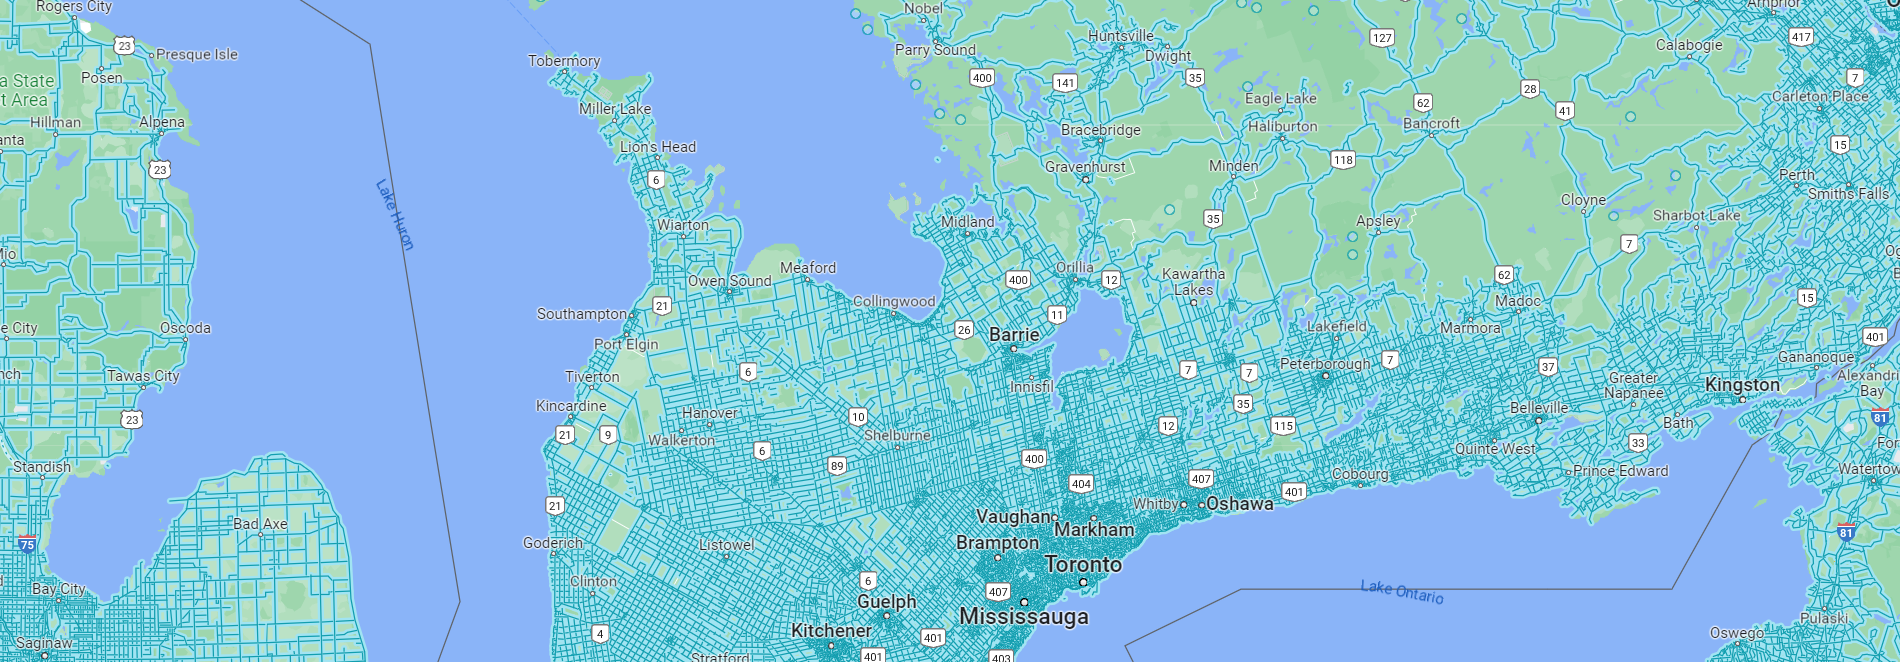 Rogers City
23
Presque Isle
Posen
a State
t Area
Hillman
Alpena
anta
23
Lake Huron
Mio
e City
Oscoda
nch
Tawas City
23
Standish
Bad Axe
75
Bay City
Saginaw
Tobermory
Miller Lake
Lion's Head
6
Wiarton
Owen Sound
Meaford
Collingwood
Southampton
21
Port Elgin
Tiverton
6
Kincardine
Hanover
21
9
Walkerton
6
10
Shelburne
89
21
Goderich
Listowel
Clinton
4
Stratford
Nobel
Parry Sound
400
141
Huntsville
Dwight
35
127
Eagle Lake
Haliburton
Bracebridge
Gravenhurst
Minden
118
62
Bancroft
28
41
Calabogie
Arnprior
417
7
Carleton Place
15
Perth
Smiths Falls
Cloyne
Sharbot Lake
7
Apsley
35
Midland
Orillia
400
12
Kawartha
Lakes
11
26
Barrie
Innisfil
7
7
35
Lakefield
Peterborough
7
62
Madoc
Marmora
37
15
401
Gananoque
Alexandri
Bay
Greater
Napanee
Kingston
Belleville
Bath
81
33
Quinte West
Prince Edward
For
Watertow
12
115
400
404
407
401
Cobourg
Whitby
Oshawa
Vaughan
Markham
Brampton
Toronto
407
Mississauga
6
Guelph
Kitchener
401
401
403
Lake Ontario
81
Pulaski
Oswego